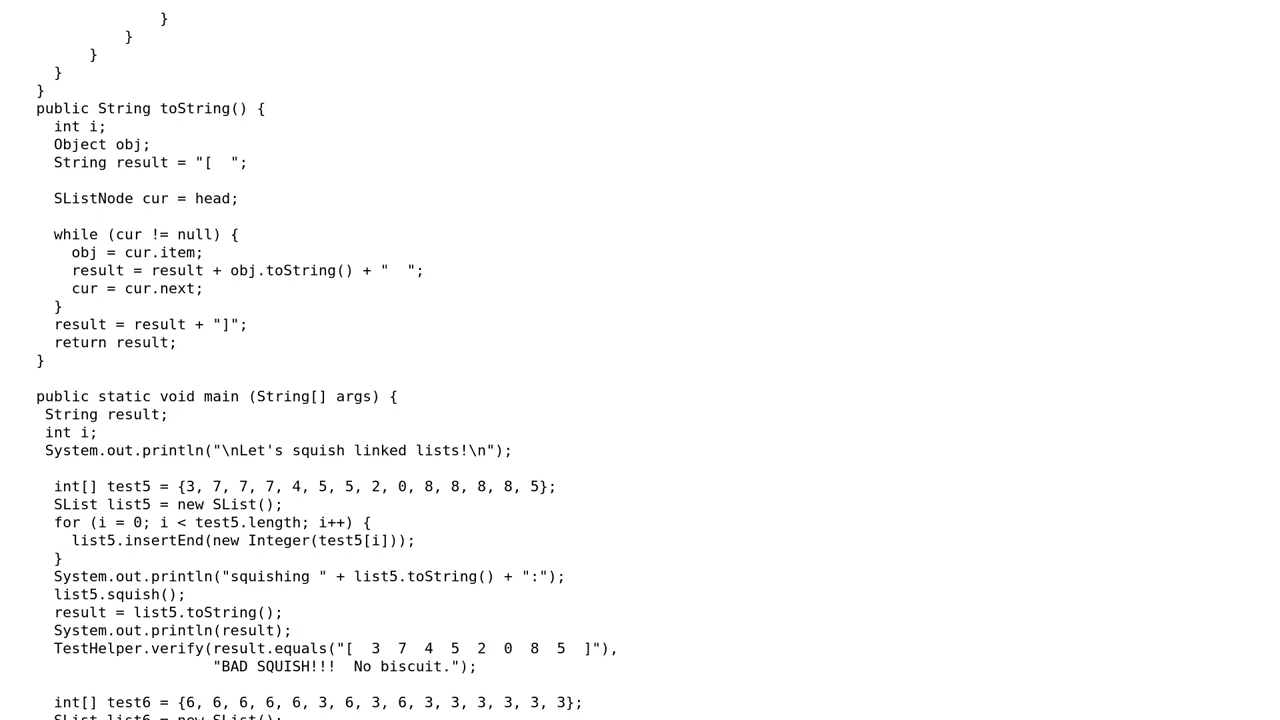 }
}
}
}
}
public String toString() {
int i;
Object obj;
String result = "[  ";
SListNode cur = head;
while (cur != null) {
obj = cur.item;
result = result + obj.toString() + "  ";
cur = cur.next;
}
result = result + "]";
return result;
}
public static void main (String[] args) {
String result;
int i;
System.out.println("\nLet's squish linked lists!\n");
int[] test5 = {3, 7, 7, 7, 4, 5, 5, 2, 0, 8, 8, 8, 8, 5};
SList list5 = new SList();
for (i = 0; i < test5.length; i++) {
list5.insertEnd(new Integer(test5[i]));
}
System.out.println("squishing " + list5.toString() + ":");
list5.squish();
result = list5.toString();
System.out.println(result);
TestHelper.verify(result.equals("[  3  7  4  5  2  0  8  5  ]"),
"BAD SQUISH!!!  No biscuit.");
int[] test6 = {6, 6, 6, 6, 6, 3, 6, 3, 6, 3, 3, 3, 3, 3, 3};
SList list6 = new SList();